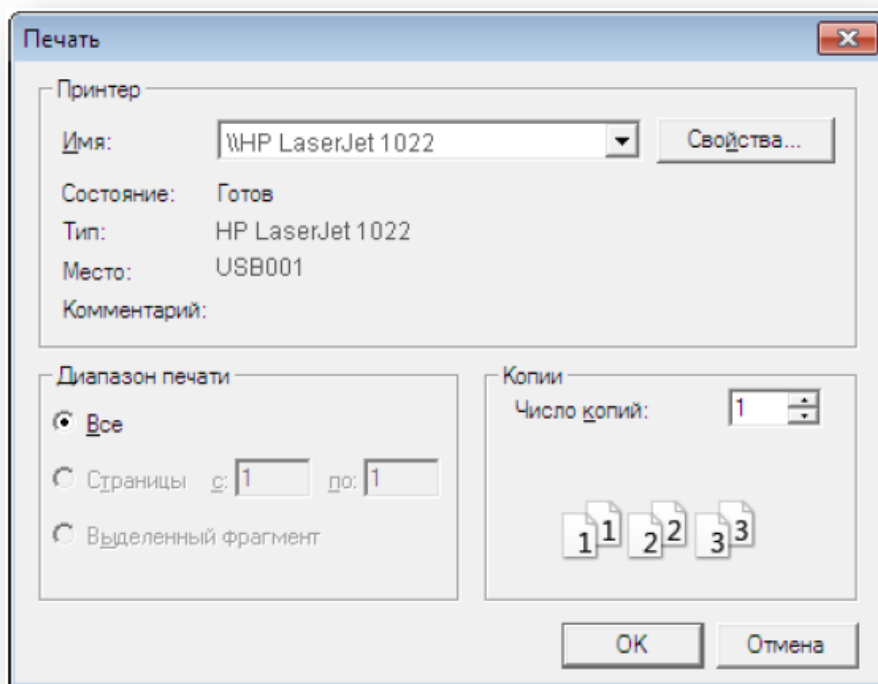 Печать
Принтер
Имя: \\HP LaserJet 1022 Свойства...
Состояние: Готов
Тип: HP LaserJet 1022
Место: USB001
Комментарий:
Диапазон печати
Все
Страницы с: 1 по: 1
Выделенный фрагмент
Копии
Число копий: 1
1 1 2 2 3 3
OK Отмена